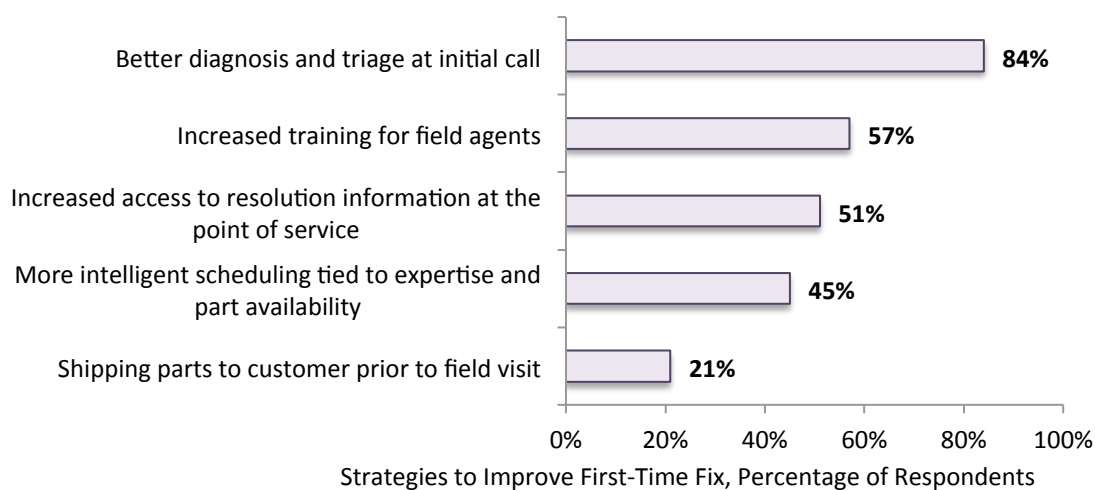 Better diagnosis and triage at initial call
84%
Increased training for field agents
57%
Increased access to resolution information at the
point of service
51%
More intelligent scheduling tied to expertise and
part availability
45%
Shipping parts to customer prior to field visit
21%
0% 20% 40% 60% 80% 100%
Strategies to Improve First-Time Fix, Percentage of Respondents